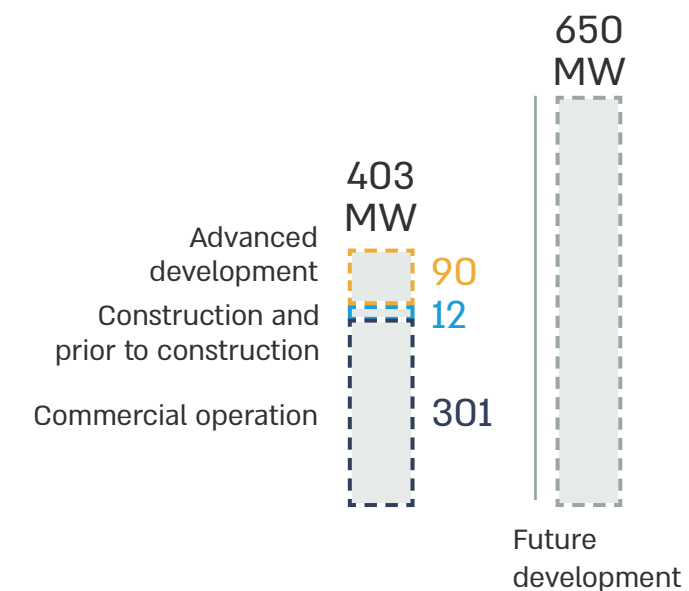 650
MW
403
MW
Advanced
development
90
Construction and
prior to construction
12
Commercial operation
301
Future
development